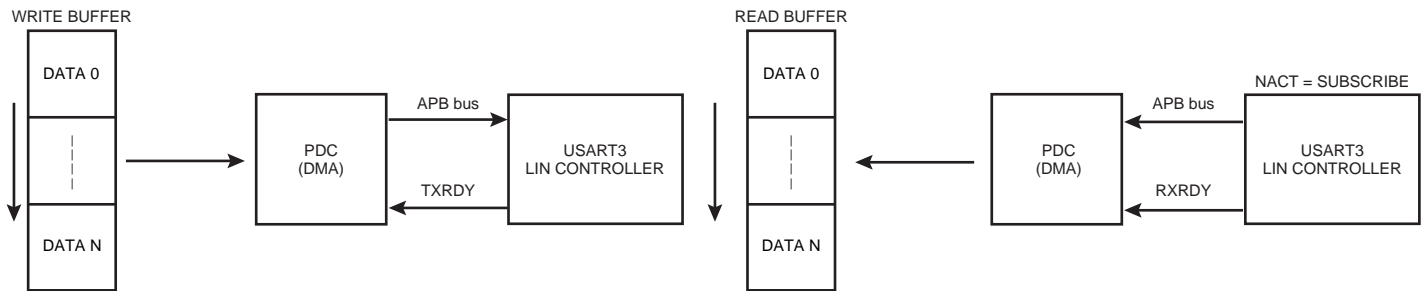 WRITE BUFFER
DATA 0
DATA N
PDC
(DMA)
APB bus
TXRDY
USART3
LIN CONTROLLER
READ BUFFER
DATA 0
DATA N
PDC
(DMA)
APB bus
RXRDY
NACT = SUBSCRIBE
USART3
LIN CONTROLLER